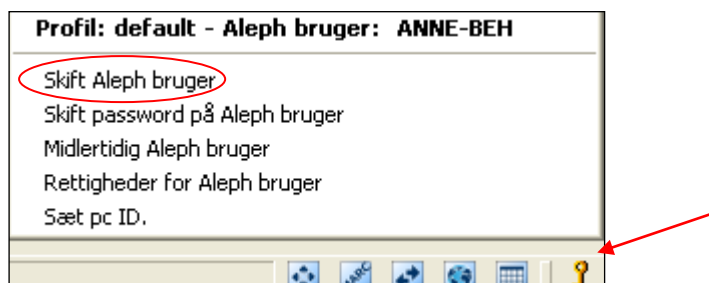 Profil: default - Aleph bruger: ANNE-BEH
Skift Aleph bruger
Skift password på Aleph bruger
Midlertidig Aleph bruger
Rettigheder for Aleph bruger
Sæt pc ID.
MARC